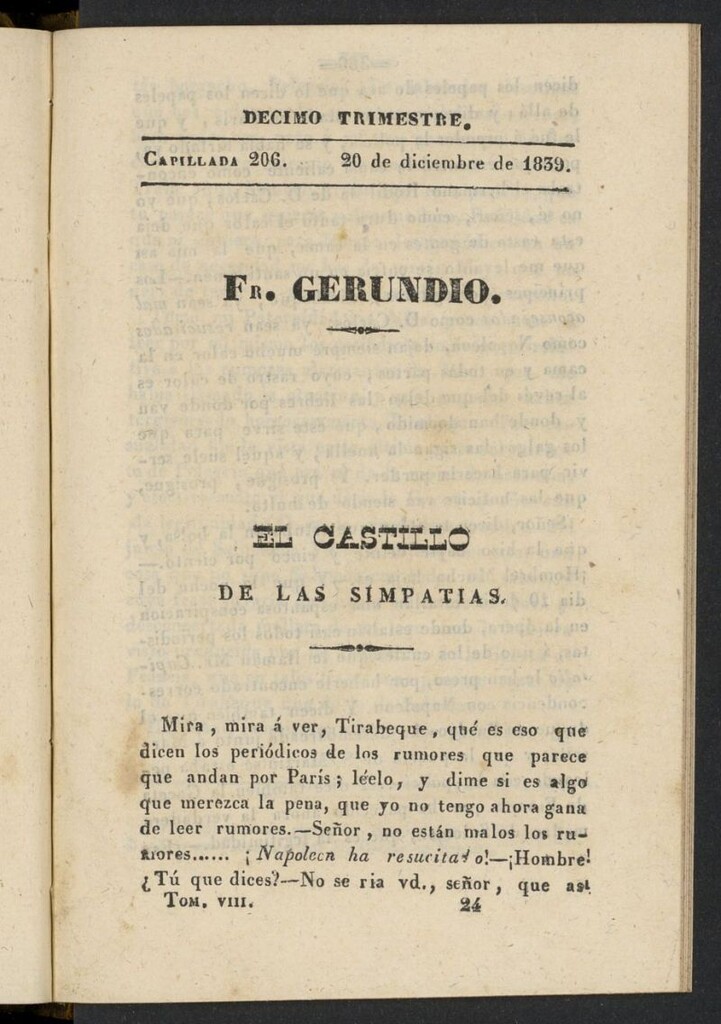 DECIMO TRIMESTRE.
CAPILLADA 206. 20 de diciembre de 1839.
FR. GERUNDIO.
EL CASTILLO
DE LAS SIMPATIAS.
Mira, mira á ver, Tirabeque, qué es eso que
dicen los periódicos de los rumores que parece
que andan por París; léelo, y dime si es algo
que merezca la pena, que yo no tengo ahora gana
de leer rumores.—Señor, no están malos los ru-
mores...... ¡Napoleon ha resucitado!—¡Hombre!
¿Tú que dices?—No se ria vd., señor, que asi
TOM. VIII. 24